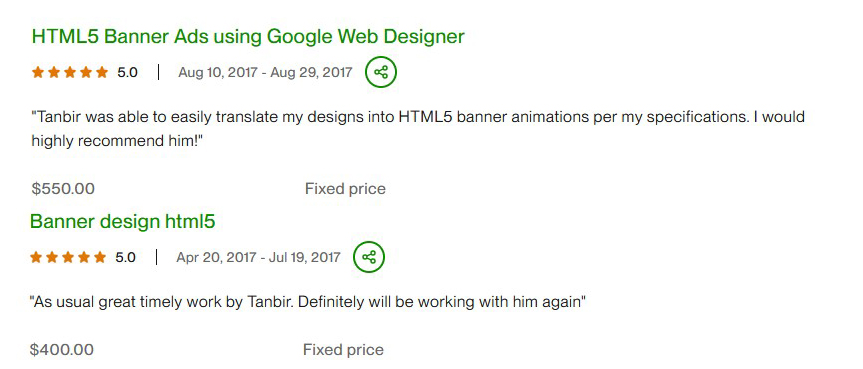 HTML5 Banner Ads using Google Web Designer
5.0 | Aug 10, 2017 - Aug 29, 2017
"Tanbir was able to easily translate my designs into HTML5 banner animations per my specifications. I would
highly recommend him!"
$550.00 Fixed price
Banner design html5
5.0 | Apr 20, 2017 - Jul 19, 2017
"As usual great timely work by Tanbir. Definitely will be working with him again"
$400.00 Fixed price